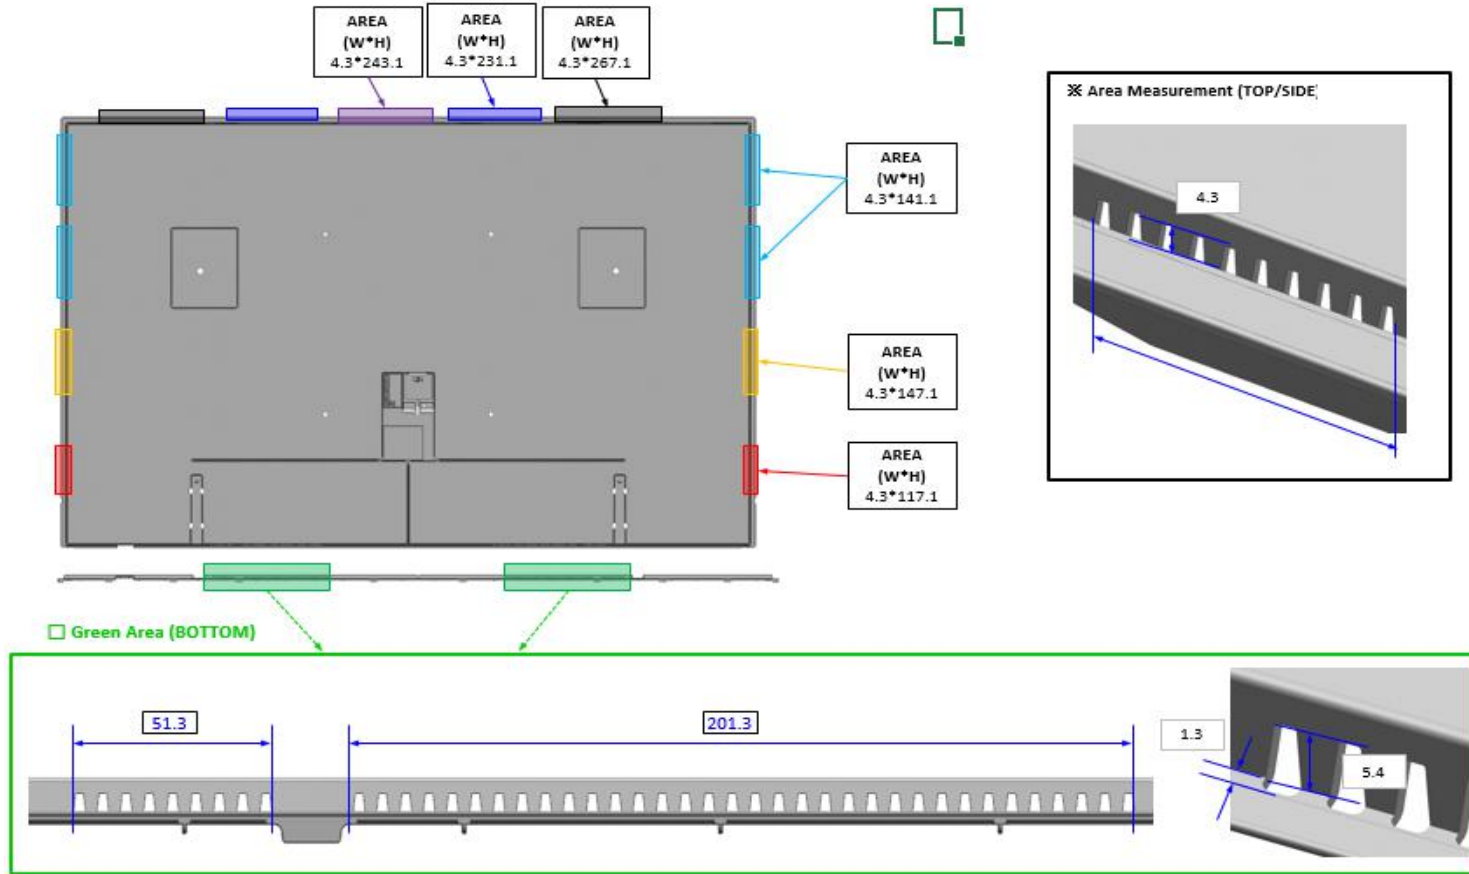 AREA
(W*H)
4.3*243.1
AREA
(W*H)
4.3*231.1
AREA
(W*H)
4.3*267.1
※ Area Measurement (TOP/SIDE)
4.3
AREA
(W*H)
4.3*141.1
AREA
(W*H)
4.3*147.1
AREA
(W*H)
4.3*117.1
□ Green Area (BOTTOM)
51.3
201.3
1.3
5.4